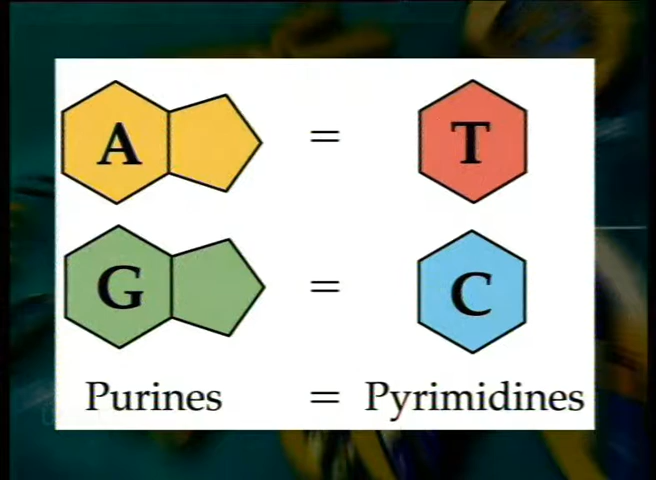 A = T
G = C
Purines = Pyrimidines